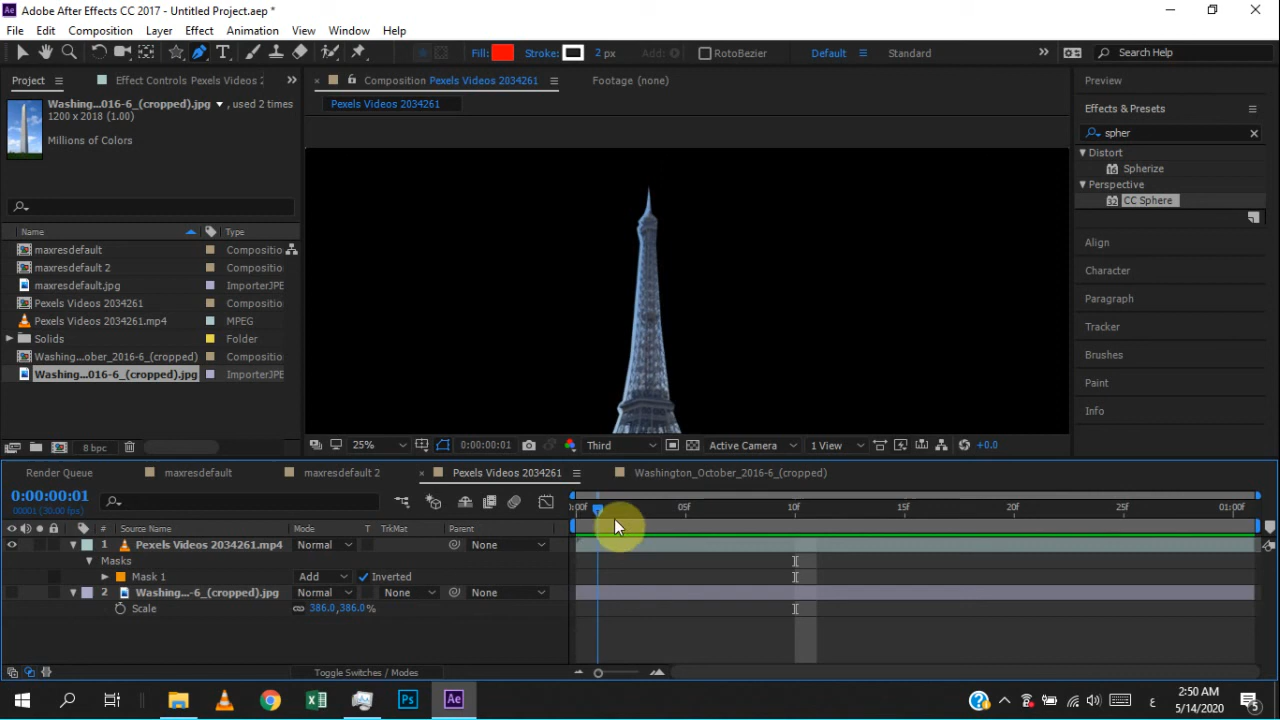 Adobe After Effects CC 2017 - Untitled Project.aep *
File Edit Composition Layer Effect Animation View Window Help
Fill: Stroke: 2 px Add: RotoBezier Default Standard Search Help
Project Effect Controls Pexels Videos 2 Composition Pexels Videos 2034261 Footage (none) Preview
Washing...016-6_(cropped).jpg , used 2 times
1200 x 2018 (1.00)
Millions of Colors
Pexels Videos 2034261
Effects & Presets
spher
Distort
Spherize
Perspective
CC Sphere
Name Type
maxresdefault Compositio
maxresdefault 2 Compositio
maxresdefault.jpg ImporterJPE
Pexels Videos 2034261 Compositio
Pexels Videos 2034261.mp4 MPEG
Solids Folder
Washing...ober_2016-6_(cropped) Compositio
Washing...016-6_(cropped).jpg ImporterJPE
Align
Character
Paragraph
Tracker
Brushes
Paint
Info
8 bpc 25% 0:00:00:01 Third Active Camera 1 View +0.0
Render Queue maxresdefault maxresdefault 2 Pexels Videos 2034261 Washington_October_2016-6_(cropped)
0:00:00:01
00001 (30.00 fps)
:00f 05f 10f 15f 20f 25f 01:00f
# Source Name Mode T TrkMat Parent
1 Pexels Videos 2034261.mp4 Normal None
Masks
Mask 1 Add Inverted
2 Washing...-6_(cropped).jpg Normal None None
Scale 386.0,386.0 %
Toggle Switches / Modes
Ps Ae ع 2:50 AM
5/14/2020 5